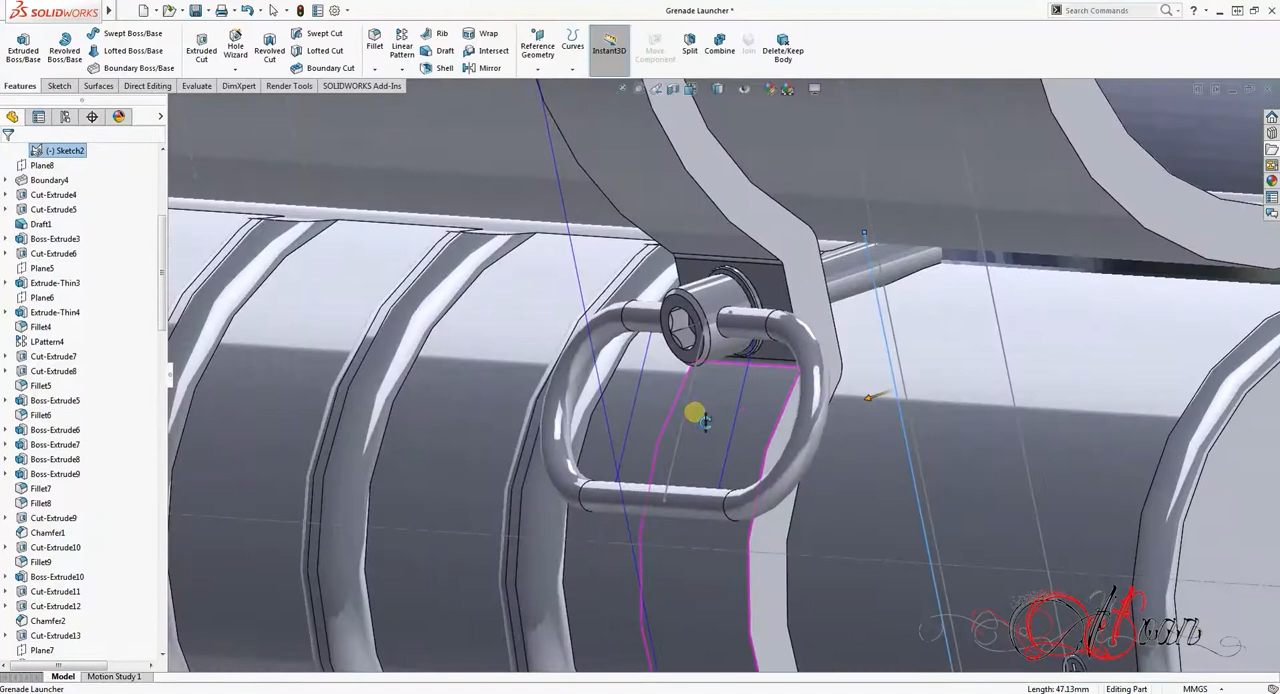 SOLIDWORKS
Grenade Launcher *
Search Commands
Extruded Boss/Base
Revolved Boss/Base
Swept Boss/Base
Lofted Boss/Base
Boundary Boss/Base
Extruded Cut
Hole Wizard
Revolved Cut
Swept Cut
Lofted Cut
Boundary Cut
Fillet
Linear Pattern
Rib
Draft
Shell
Wrap
Intersect
Mirror
Reference Geometry
Curves
Instant3D
Move Component
Split
Combine
Join
Delete/Keep Body
Features
Sketch
Surfaces
Direct Editing
Evaluate
DimXpert
Render Tools
SOLIDWORKS Add-Ins
(-) Sketch2
Plane8
Boundary4
Cut-Extrude4
Cut-Extrude5
Draft1
Boss-Extrude3
Cut-Extrude6
Plane5
Extrude-Thin3
Plane6
Extrude-Thin4
Fillet4
LPattern4
Cut-Extrude7
Cut-Extrude8
Fillet5
Boss-Extrude5
Fillet6
Boss-Extrude6
Boss-Extrude7
Boss-Extrude8
Boss-Extrude9
Fillet7
Fillet8
Cut-Extrude9
Chamfer1
Cut-Extrude10
Fillet9
Boss-Extrude10
Cut-Extrude11
Cut-Extrude12
Chamfer2
Cut-Extrude13
Plane7
Model
Motion Study 1
Grenade Launcher
Length: 47.13mm
Editing Part
MMGS